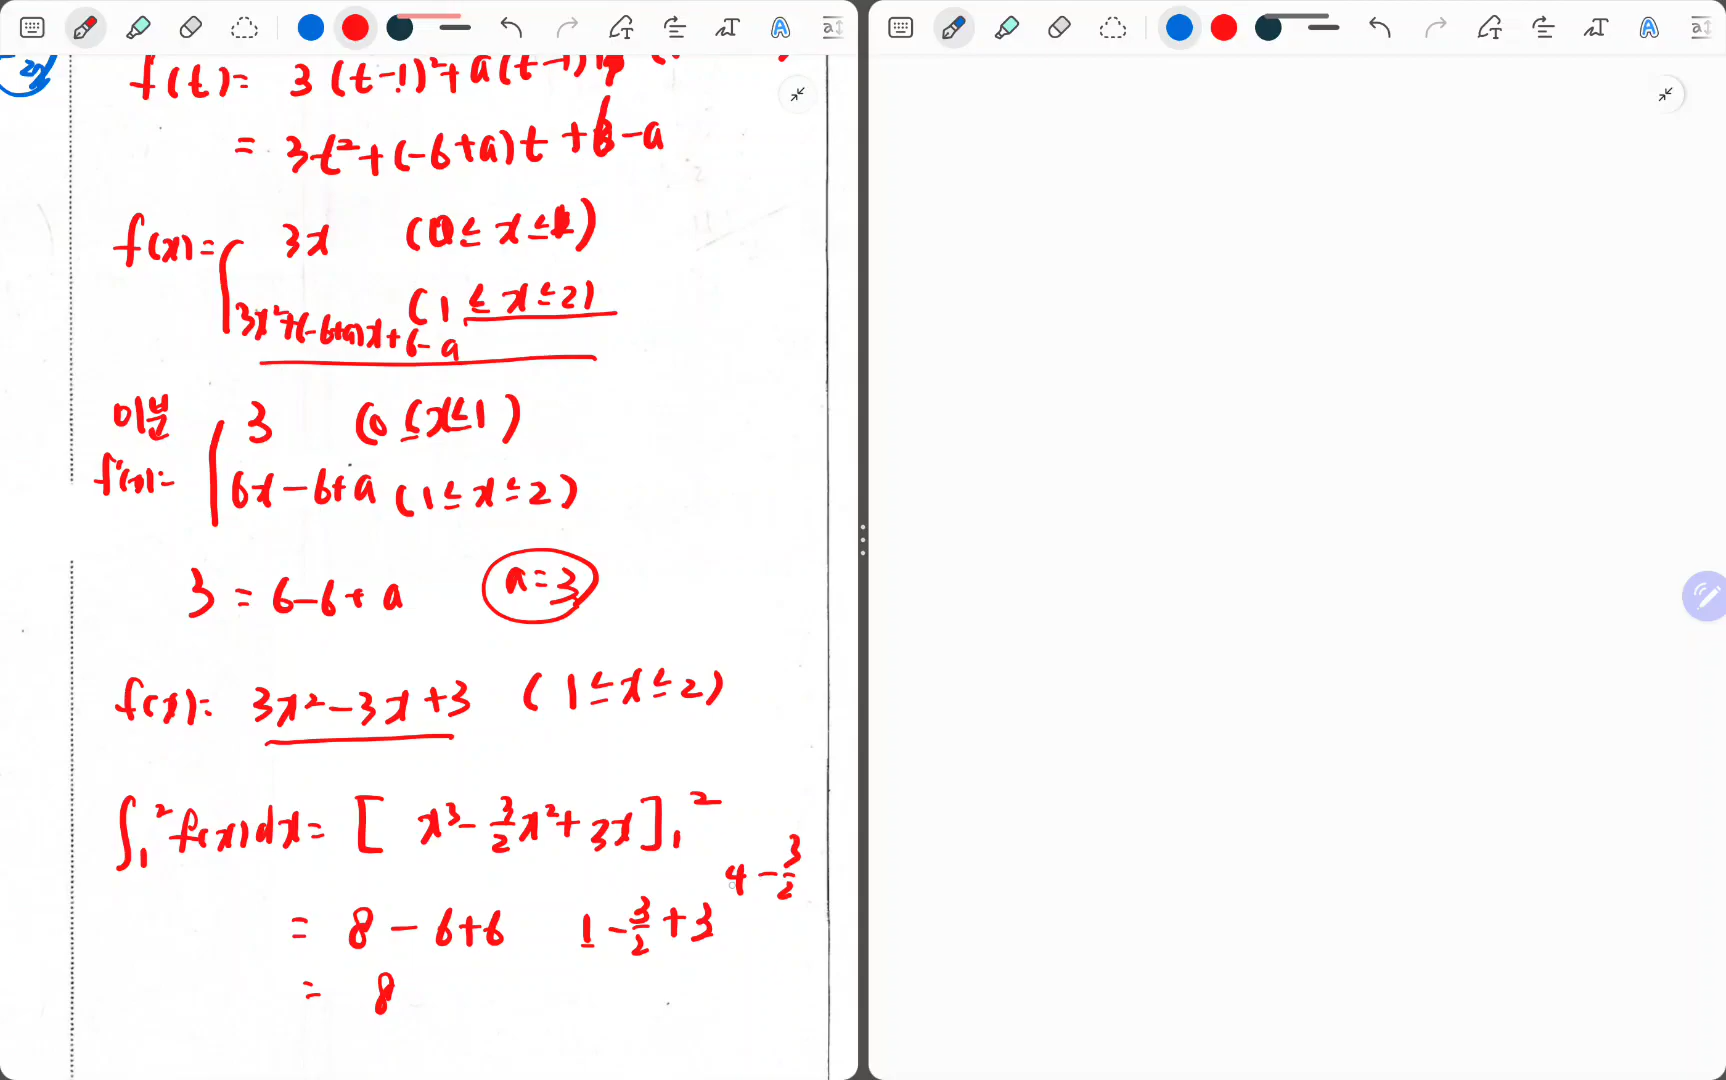 f(t)= 3(t-1)²+a(t-1)
= 3t²+(-6+a)t+6-a
f(x)= 3x (0≤x≤1)
3x²+(-6+a)x+6-a (1≤x≤2)
미분
f'(x)= 3 (0≤x≤1)
6x-6+a (1≤x≤2)
3 = 6-6+a a=3
f(x)= 3x²-3x+3 (1≤x≤2)
∫₁²f(x)dx= [x³-3/2x²+3x]₁²
4-3/2
= 8-6+6 1-3/2+3
= 8